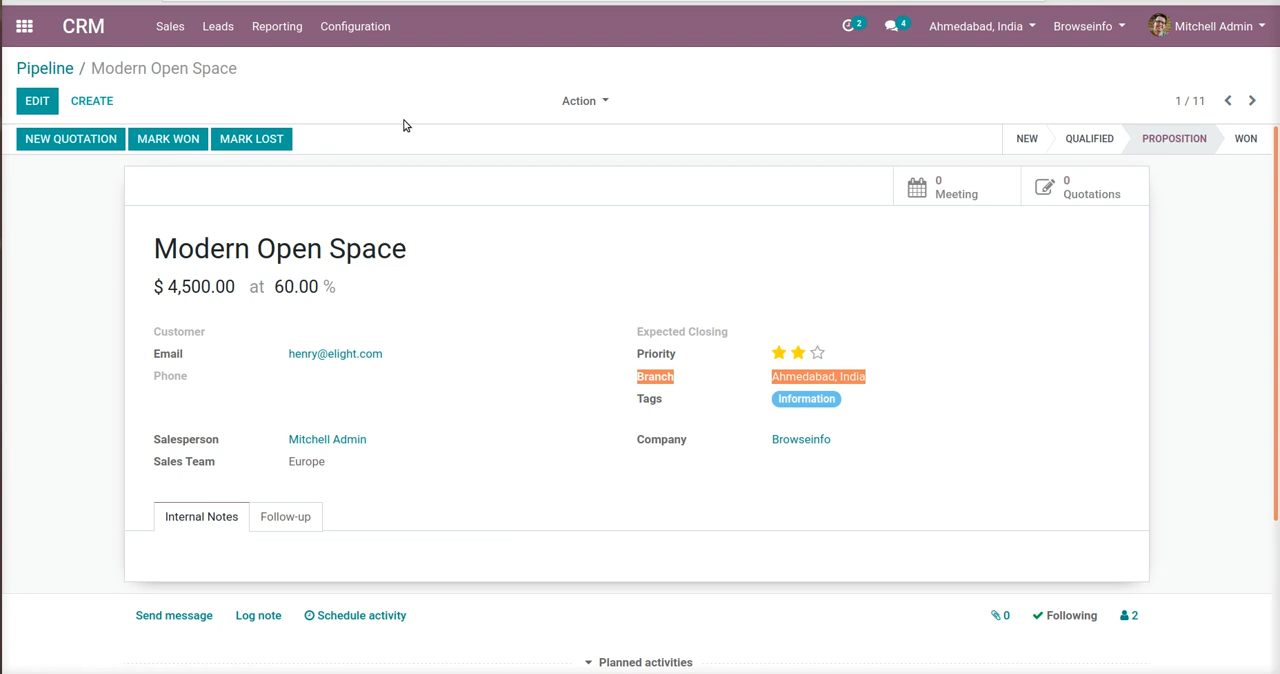 CRM Sales Leads Reporting Configuration 2 4 Ahmedabad, India Browseinfo Mitchell Admin
Pipeline / Modern Open Space
EDIT CREATE Action 1 / 11
NEW QUOTATION MARK WON MARK LOST NEW QUALIFIED PROPOSITION WON
0 Meeting 0 Quotations
Modern Open Space
$ 4,500.00 at 60.00 %
Customer Expected Closing
Email henry@elight.com Priority
Phone Branch Ahmedabad, India
Tags Information
Salesperson Mitchell Admin Company Browseinfo
Sales Team Europe
Internal Notes Follow-up
Send message Log note Schedule activity 0 Following 2
Planned activities